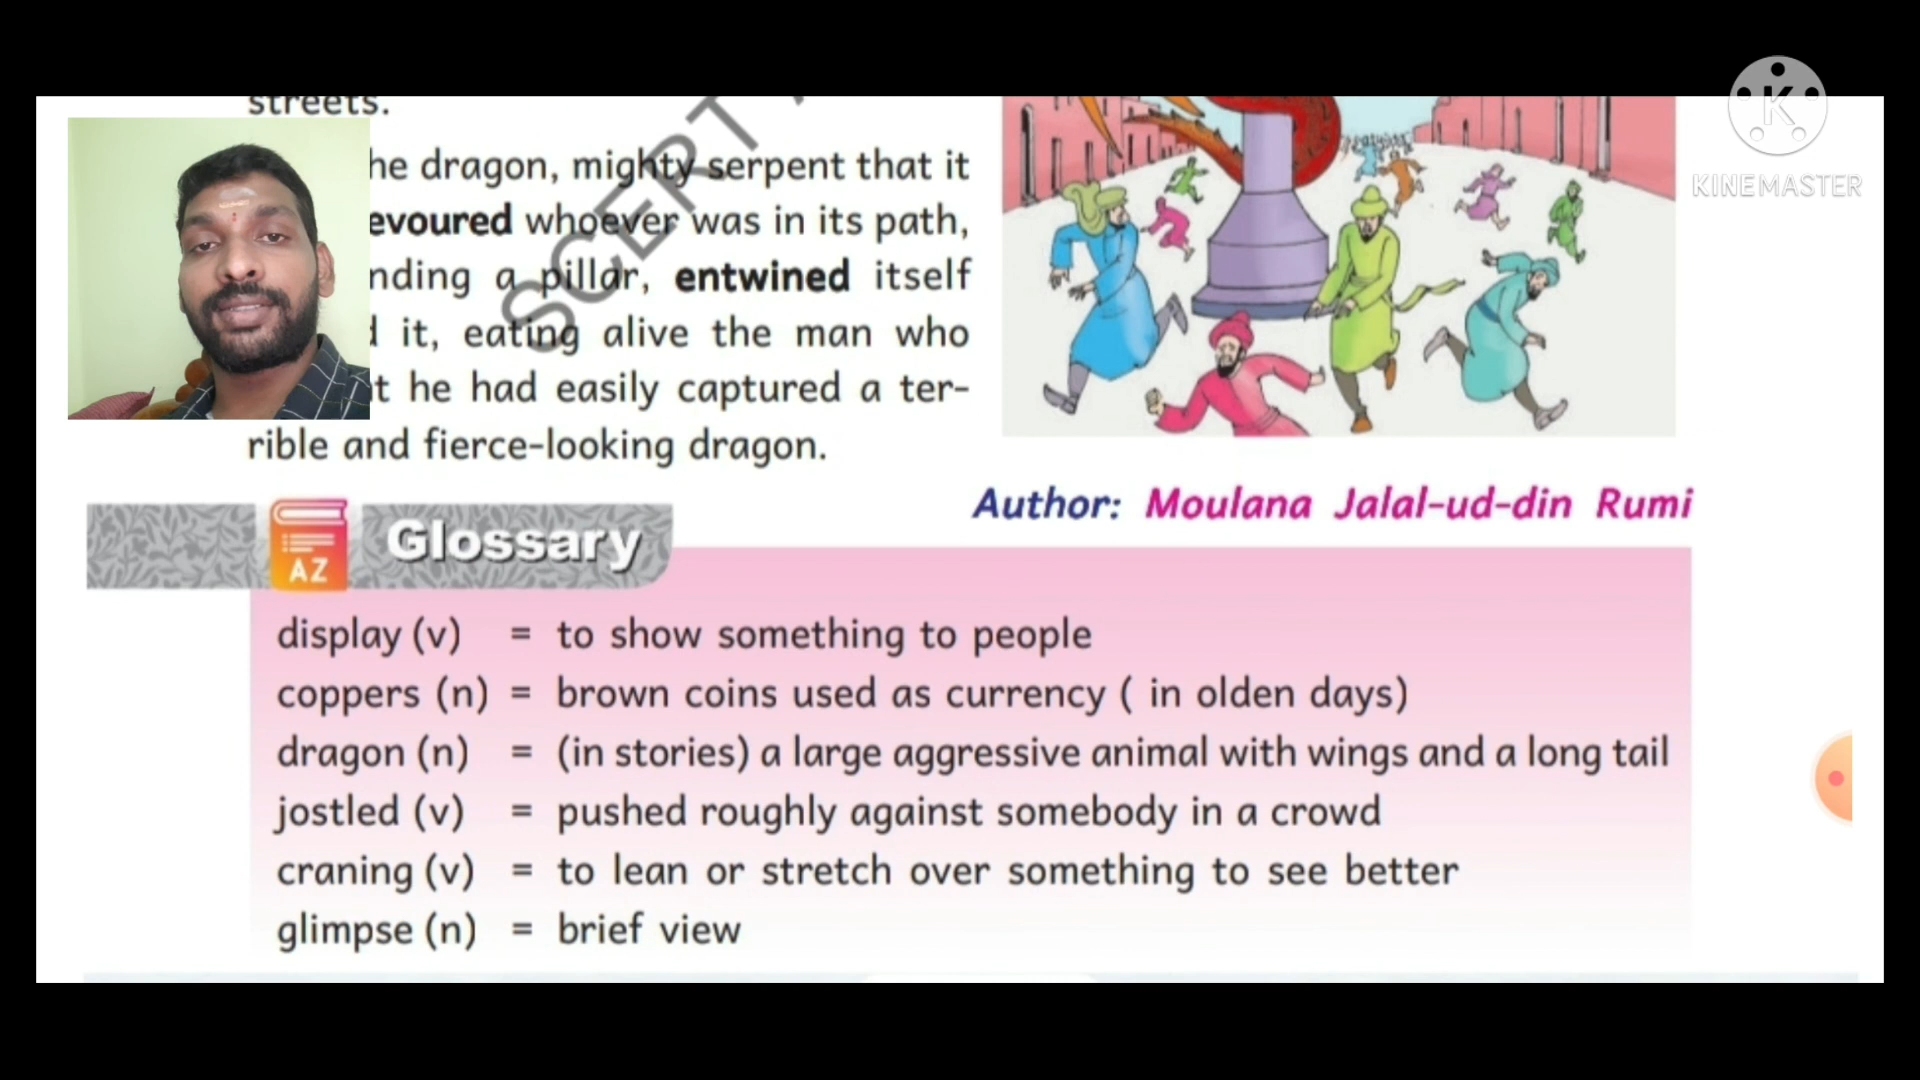 streets.
he dragon, mighty serpent that it
evoured whoever was in its path,
nding a pillar, entwined itself
it, eating alive the man who
t he had easily captured a ter-
rible and fierce-looking dragon.
SCERT
KINEMASTER
Author: Moulana Jalal-ud-din Rumi
AZ
Glossary
display (v) = to show something to people
coppers (n) = brown coins used as currency ( in olden days)
dragon (n) = (in stories) a large aggressive animal with wings and a long tail
jostled (v) = pushed roughly against somebody in a crowd
craning (v) = to lean or stretch over something to see better
glimpse (n) = brief view